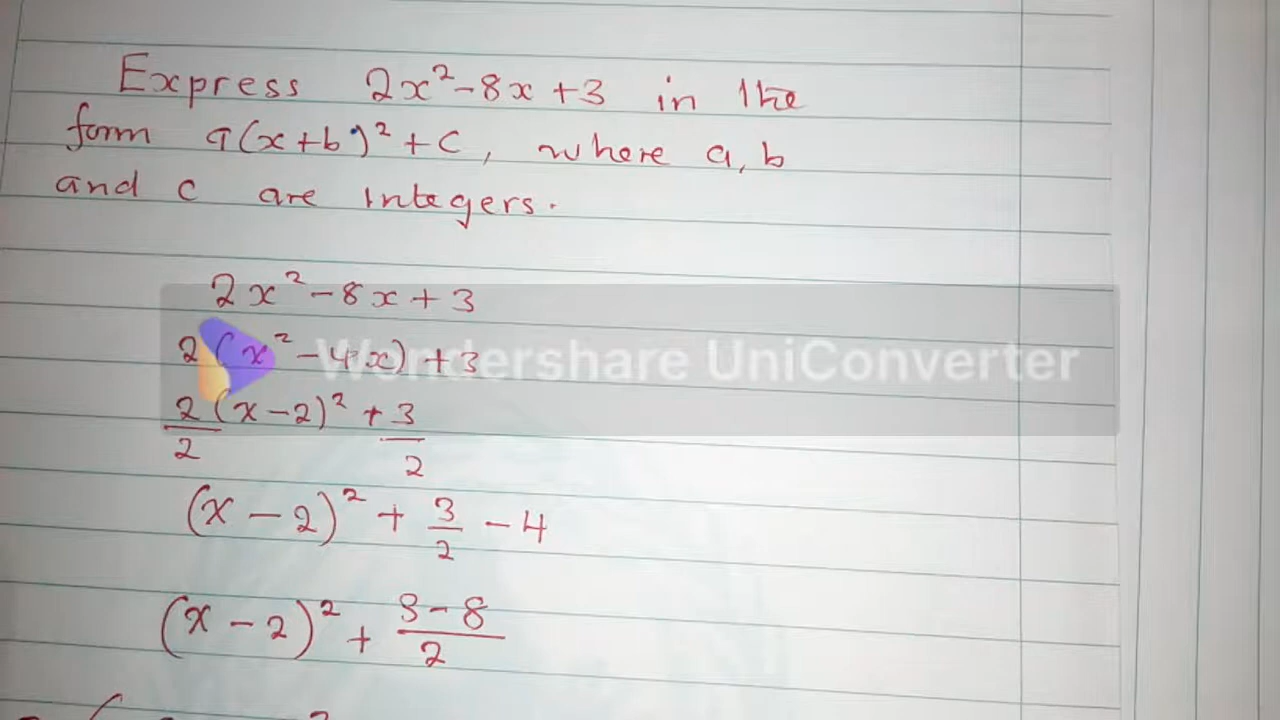 Express 2x²-8x+3 in the
form a(x+b)²+c, where a, b
and c are integers.
2x²-8x+3
2(x²-4x)+3
Wondershare UniConverter
2/2(x-2)²+3/2
(x-2)²+3/2-4
(x-2)²+(3-8)/2